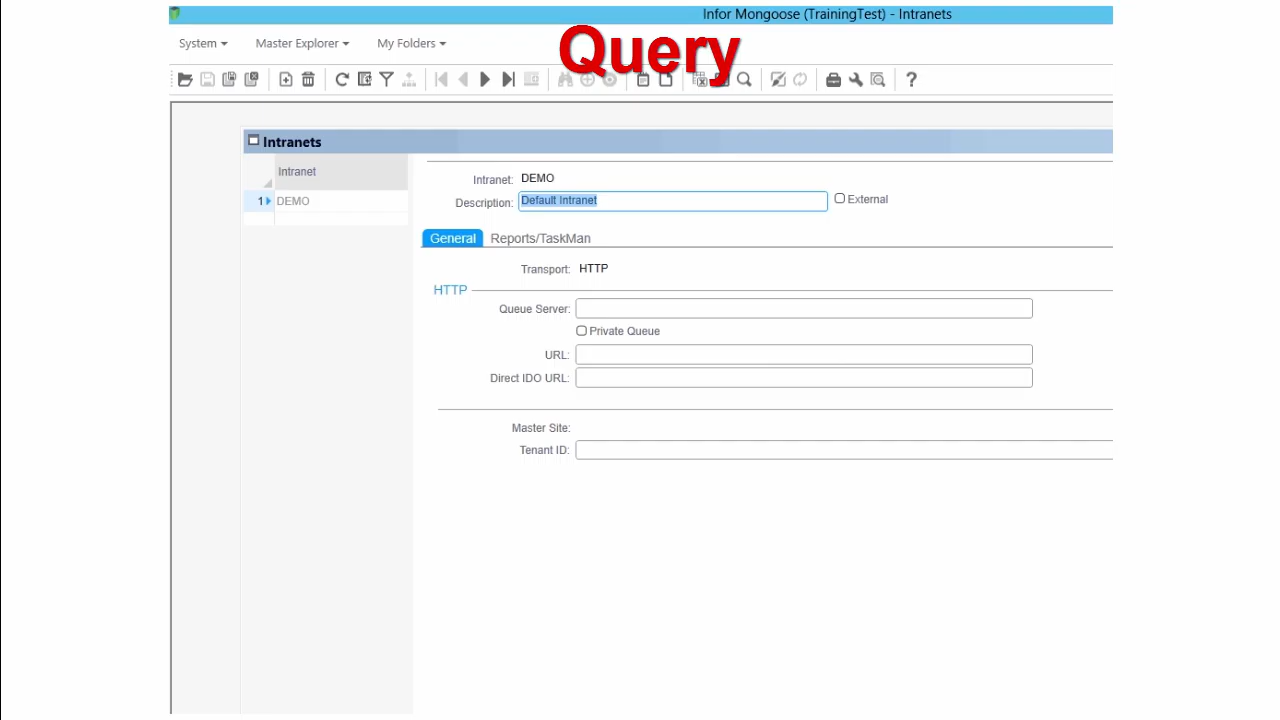 Infor Mongoose (TrainingTest) - Intranets
System Master Explorer My Folders
Query
?
Intranets
Intranet
1 DEMO
Intranet: DEMO
Description: Default Intranet External
General Reports/TaskMan
Transport: HTTP
HTTP
Queue Server:
Private Queue
URL:
Direct IDO URL:
Master Site:
Tenant ID: